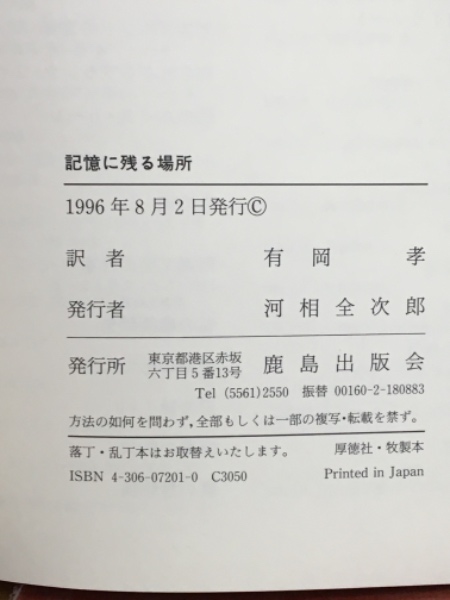 記憶に残る場所
1996年8月2日発行©
訳者 有岡 孝
発行者 河相全次郎
発行所 東京都港区赤坂六丁目5番13号 鹿島出版会
Tel (5561)2550 振替 00160-2-180883
方法の如何を問わず,全部もしくは一部の複写・転載を禁ず。
落丁・乱丁本はお取替えいたします。 厚徳社・牧製本
ISBN 4-306-07201-0 C3050 Printed in Japan